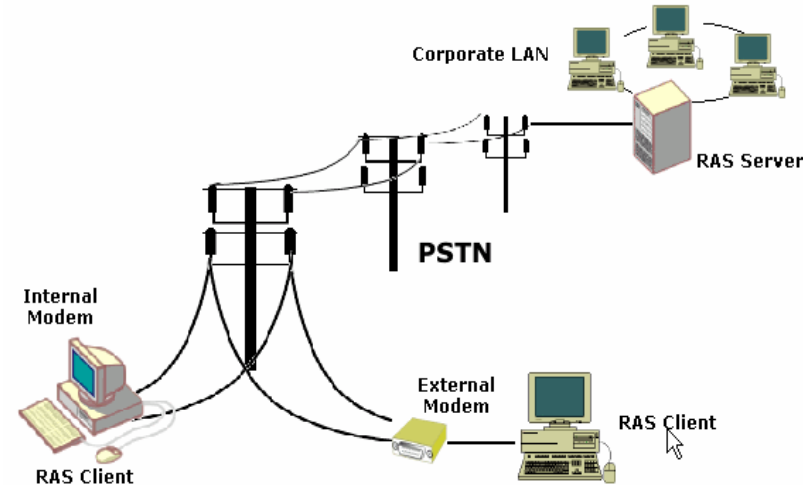 Corporate LAN
RAS Server
PSTN
Internal
Modem
RAS Client
External
Modem
RAS Client